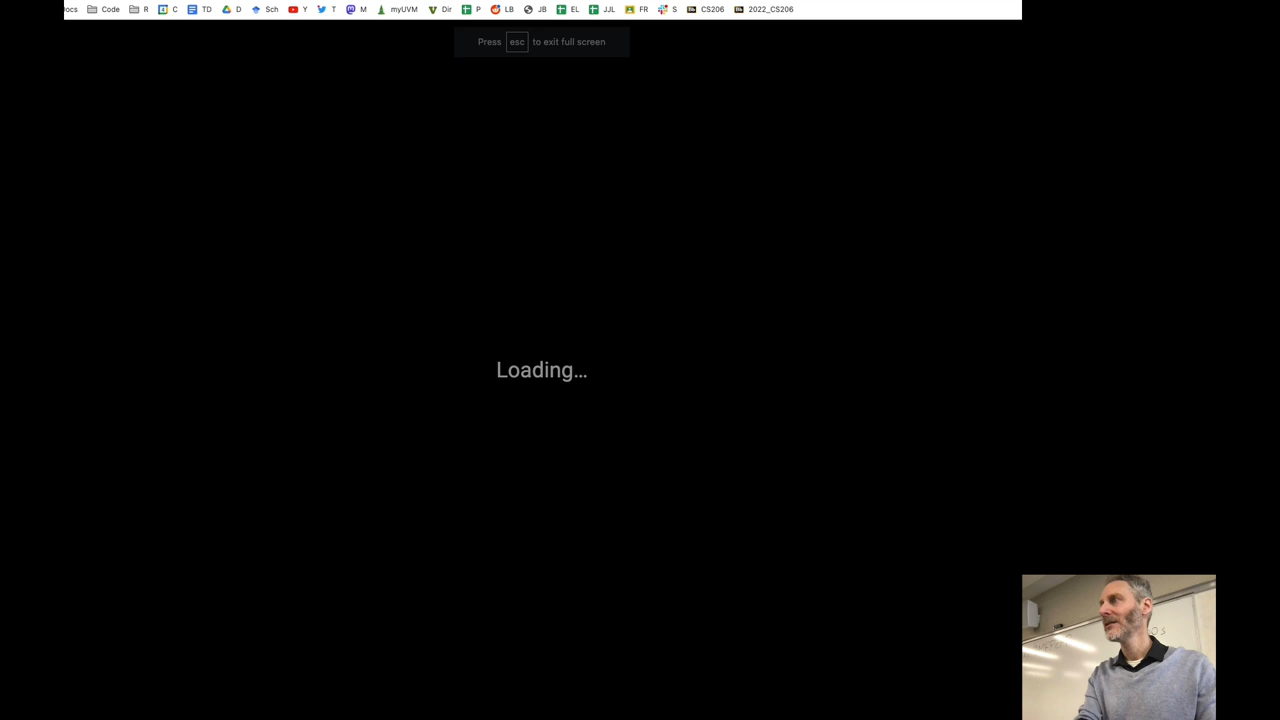 ocs Code R C TD D Sch Y T M myUVM Dir P LB JB EL JJL FR S CS206 2022_CS206
Press esc to exit full screen
Loading...